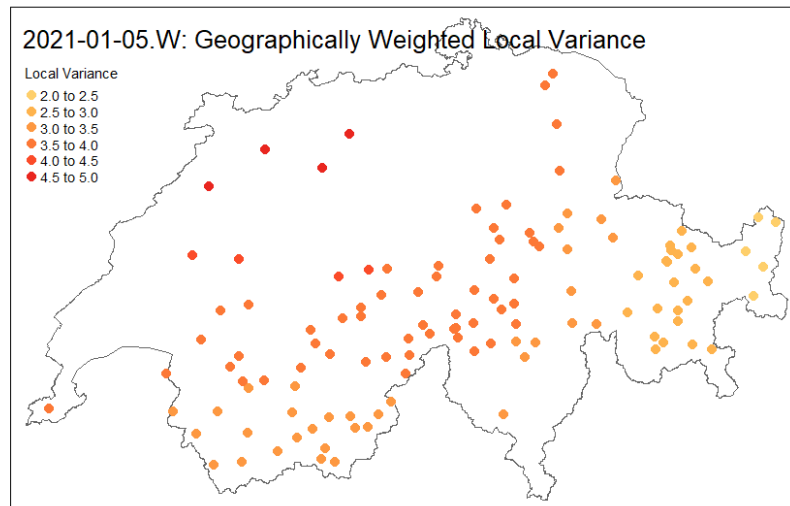 2021-01-05.W: Geographically Weighted Local Variance
Local Variance
2.0 to 2.5
2.5 to 3.0
3.0 to 3.5
3.5 to 4.0
4.0 to 4.5
4.5 to 5.0